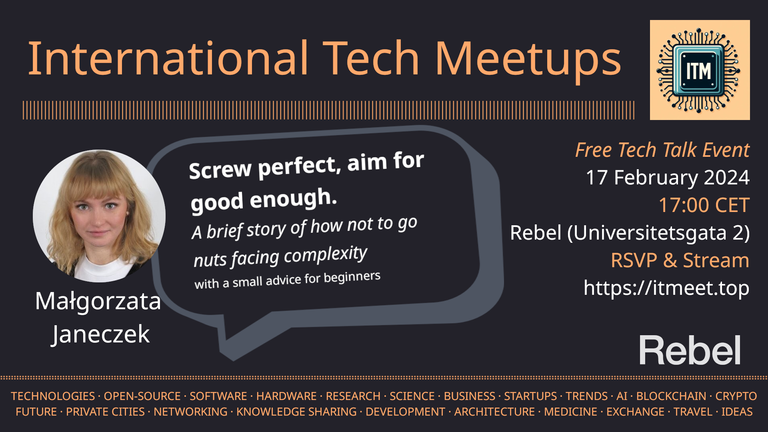 International Tech Meetups
ITM
Screw perfect, aim for
good enough.
A brief story of how not to go
nuts facing complexity
with a small advice for beginners
Małgorzata
Janeczek
Free Tech Talk Event
17 February 2024
17:00 CET
Rebel (Universitetsgata 2)
RSVP & Stream
https://itmeet.top
Rebel
TECHNOLOGIES · OPEN-SOURCE · SOFTWARE · HARDWARE · RESEARCH · SCIENCE · BUSINESS · STARTUPS · TRENDS · AI · BLOCKCHAIN · CRYPTO
FUTURE · PRIVATE CITIES · NETWORKING · KNOWLEDGE SHARING · DEVELOPMENT · ARCHITECTURE · MEDICINE · EXCHANGE · TRAVEL · IDEAS